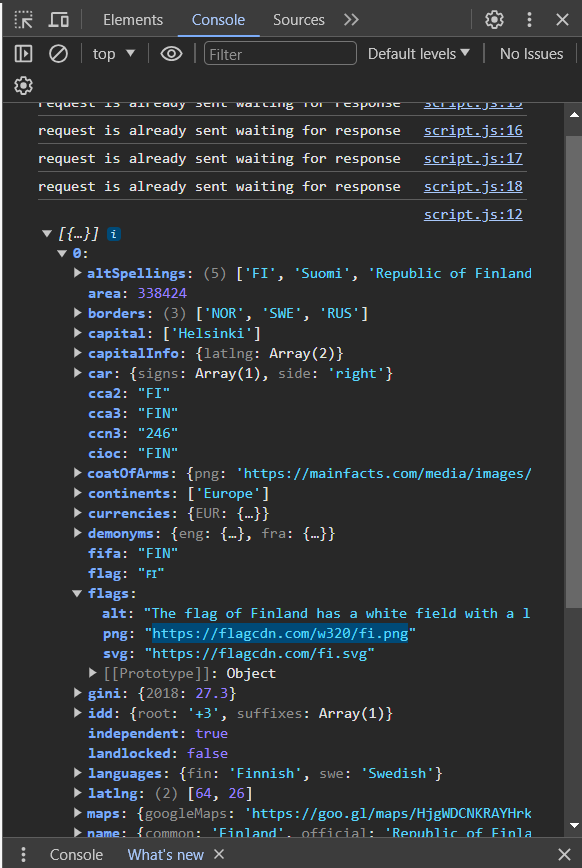 Elements Console Sources
top Filter Default levels No Issues
request is already sent waiting for response script.js:15
request is already sent waiting for response script.js:16
request is already sent waiting for response script.js:17
request is already sent waiting for response script.js:18
script.js:12
[{…}] i
0:
altSpellings: (5) ['FI', 'Suomi', 'Republic of Finland
area: 338424
borders: (3) ['NOR', 'SWE', 'RUS']
capital: ['Helsinki']
capitalInfo: {latlng: Array(2)}
car: {signs: Array(1), side: 'right'}
cca2: "FI"
cca3: "FIN"
ccn3: "246"
cioc: "FIN"
coatOfArms: {png: 'https://mainfacts.com/media/images/
continents: ['Europe']
currencies: {EUR: {…}}
demonyms: {eng: {…}, fra: {…}}
fifa: "FIN"
flag: "🇫🇮"
flags:
alt: "The flag of Finland has a white field with a l
png: "https://flagcdn.com/w320/fi.png"
svg: "https://flagcdn.com/fi.svg"
[[Prototype]]: Object
gini: {2018: 27.3}
idd: {root: '+3', suffixes: Array(1)}
independent: true
landlocked: false
languages: {fin: 'Finnish', swe: 'Swedish'}
latlng: (2) [64, 26]
maps: {googleMaps: 'https://goo.gl/maps/HjgWDCNKRAYHrk
name: {common: 'Finland', official: 'Republic of Finla
Console What's new